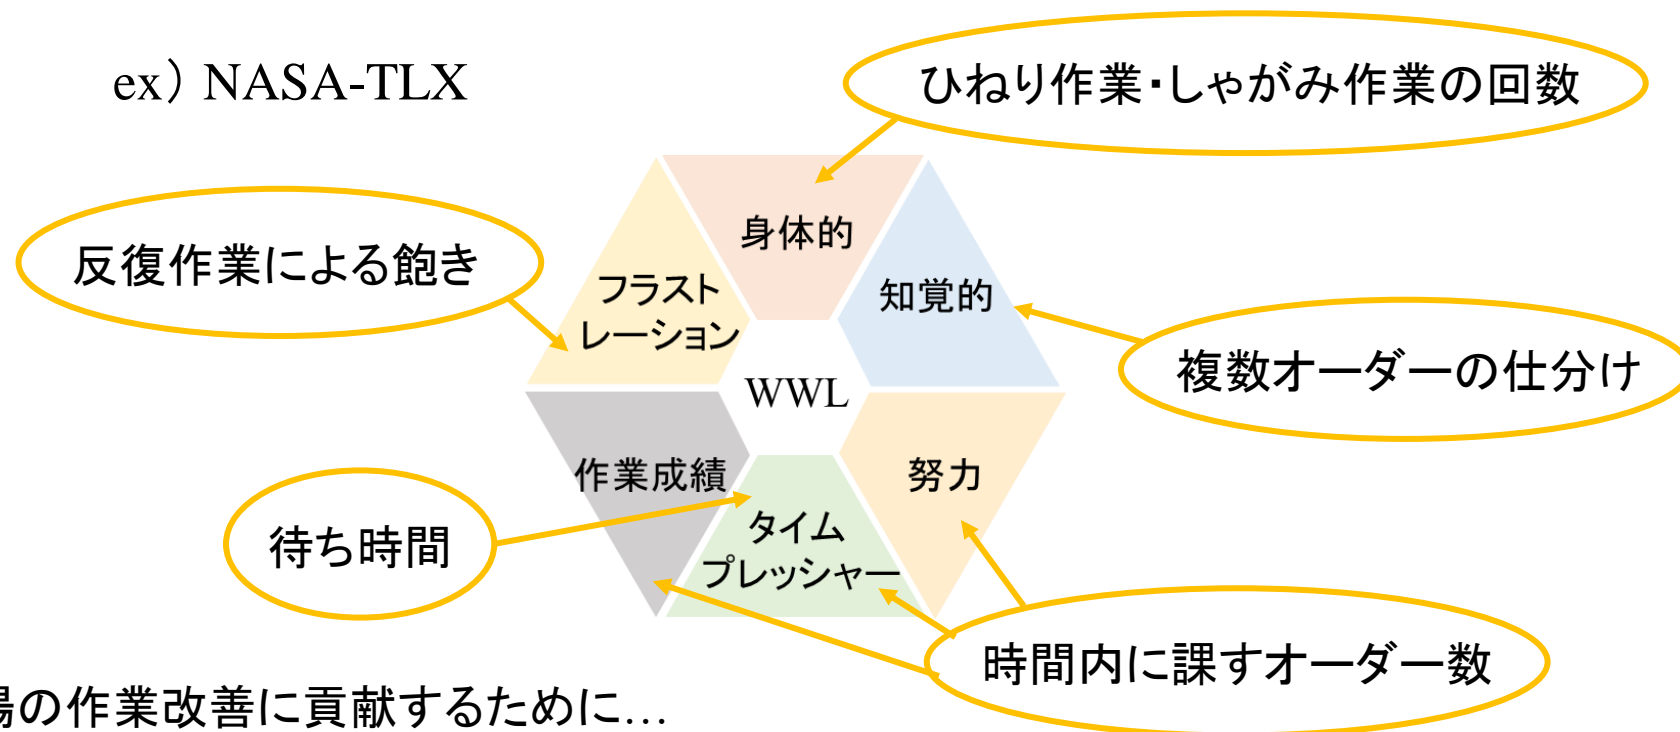 ex）NASA-TLX
ひねり作業・しゃがみ作業の回数
反復作業による飽き
身体的
フラスト
レーション
知覚的
複数オーダーの仕分け
WWL
作業成績
努力
待ち時間
タイム
プレッシャー
時間内に課すオーダー数
場の作業改善に貢献するために…